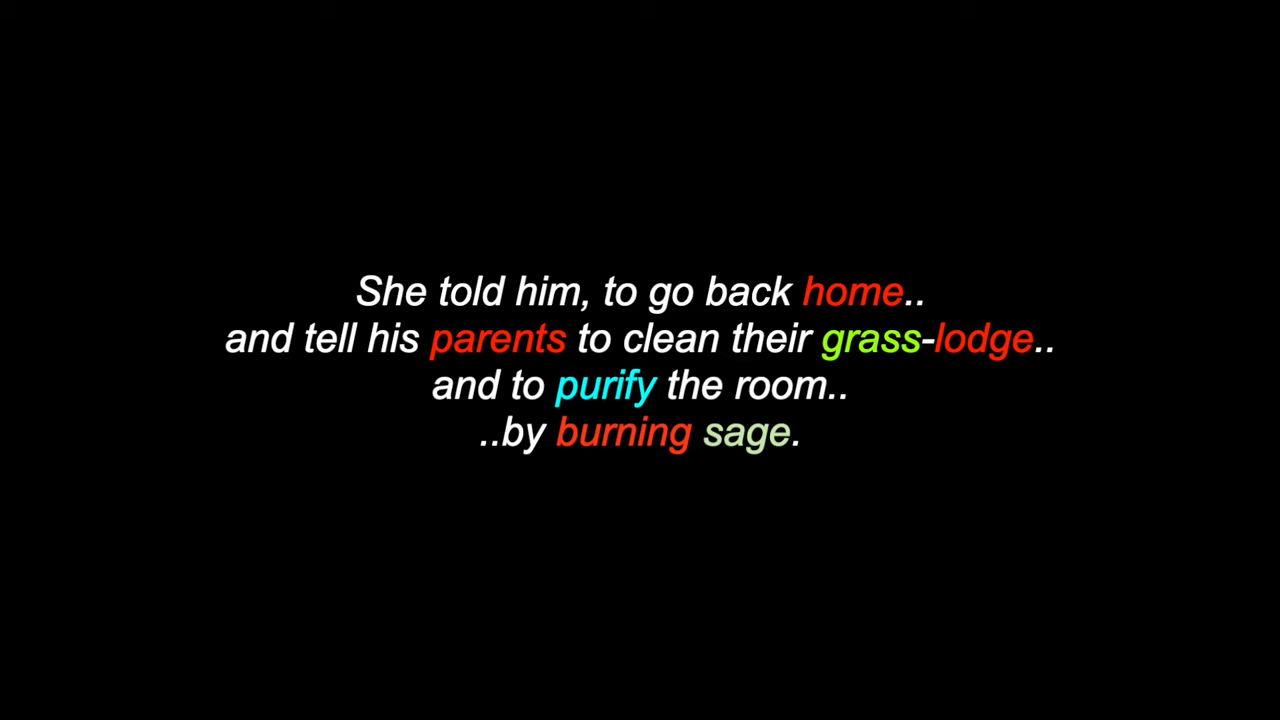 She told him, to go back home..
and tell his parents to clean their grass-lodge..
and to purify the room..
..by burning sage.